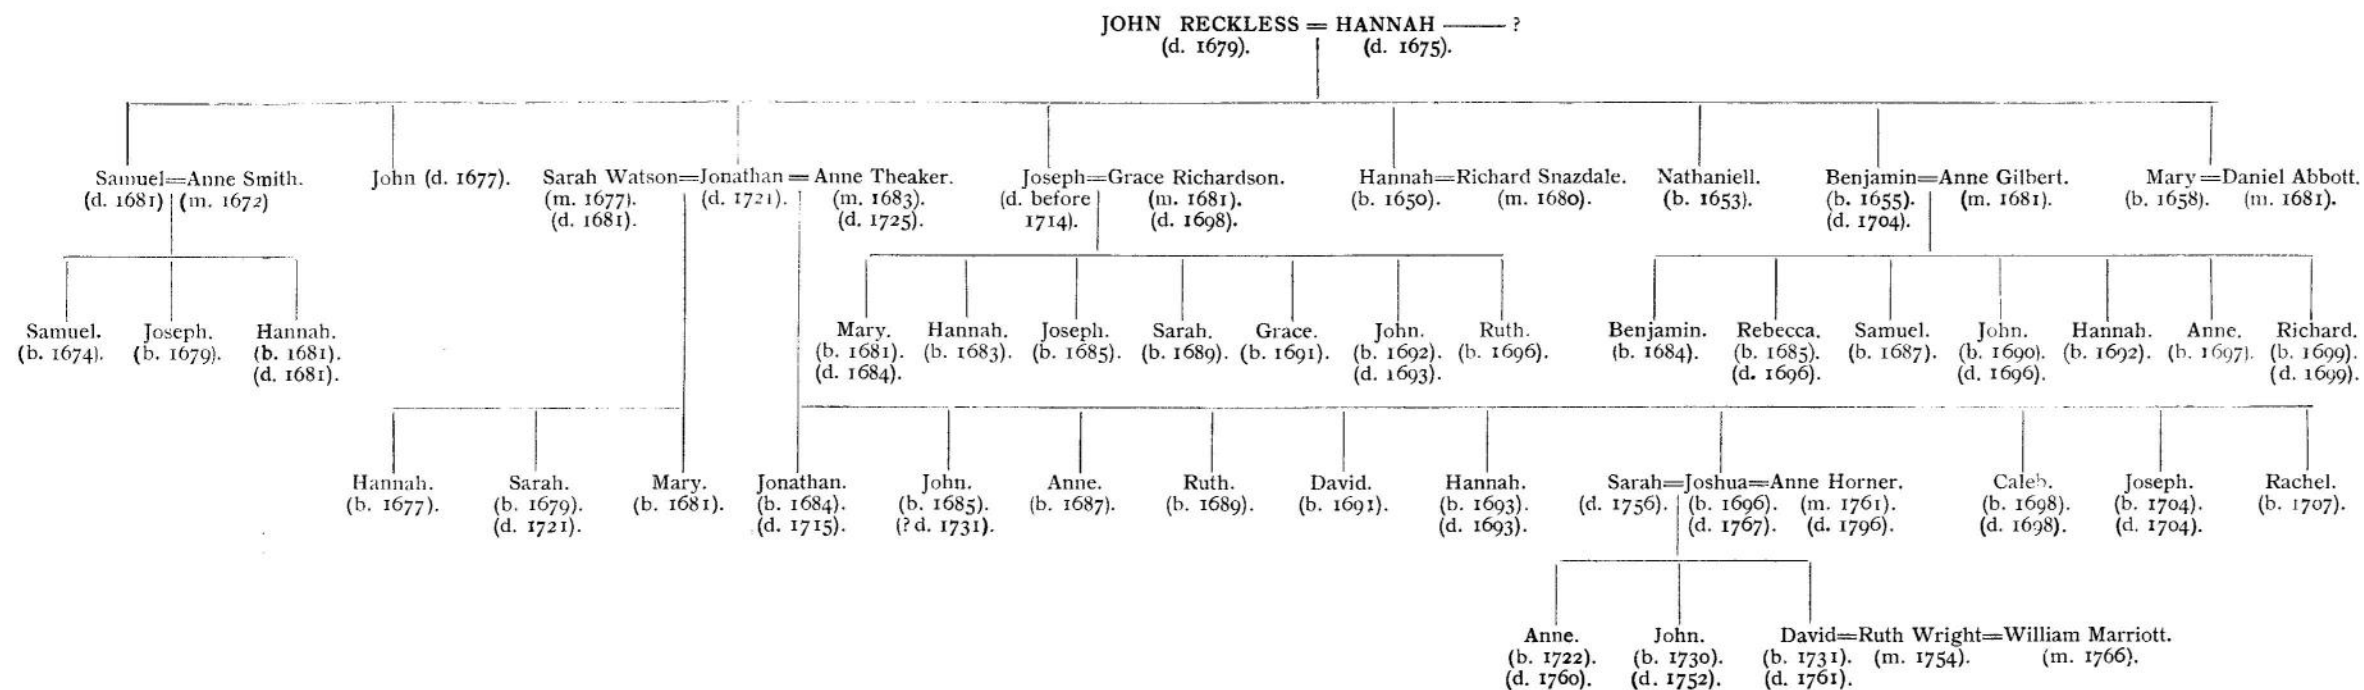 JOHN RECKLESS = HANNAH —— ?
(d. 1679). (d. 1675).
Samuel=Anne Smith. John (d. 1677). Sarah Watson=Jonathan = Anne Theaker. Joseph=Grace Richardson. Hannah=Richard Snazdale. Nathaniell. Benjamin=Anne Gilbert. Mary=Daniel Abbott.
(d. 1681) (m. 1672) (m. 1677). (d. 1721). (m. 1683). (d. before (m. 1681). (b. 1650). (m. 1680). (b. 1653). (b. 1655). (m. 1681). (b. 1658). (m. 1681).
(d. 1681). (d. 1725). 1714). (d. 1698). (d. 1704).
Samuel. Joseph. Hannah. Mary. Hannah. Joseph. Sarah. Grace. John. Ruth. Benjamin. Rebecca. Samuel. John. Hannah. Anne. Richard.
(b. 1674). (b. 1679). (b. 1681). (b. 1681). (b. 1683). (b. 1685). (b. 1689). (b. 1691). (b. 1692). (b. 1696). (b. 1684). (b. 1685). (b. 1687). (b. 1690). (b. 1692). (b. 1697). (b. 1699).
(d. 1681). (d. 1684). (d. 1693). (d. 1696). (d. 1696). (d. 1699).
Hannah. Sarah. Mary. Jonathan. John. Anne. Ruth. David. Hannah. Sarah=Joshua=Anne Horner. Caleb. Joseph. Rachel.
(b. 1677). (b. 1679). (b. 1681). (b. 1684). (b. 1685). (b. 1687). (b. 1689). (b. 1691). (b. 1693). (d. 1756). (b. 1696). (m. 1761). (b. 1698). (b. 1704). (b. 1707).
(d. 1721). (d. 1715). (? d. 1731). (d. 1693). (d. 1767). (d. 1796). (d. 1698). (d. 1704).
Anne. John. David=Ruth Wright=William Marriott.
(b. 1722). (b. 1730). (b. 1731). (m. 1754). (m. 1766).
(d. 1760). (d. 1752). (d. 1761).